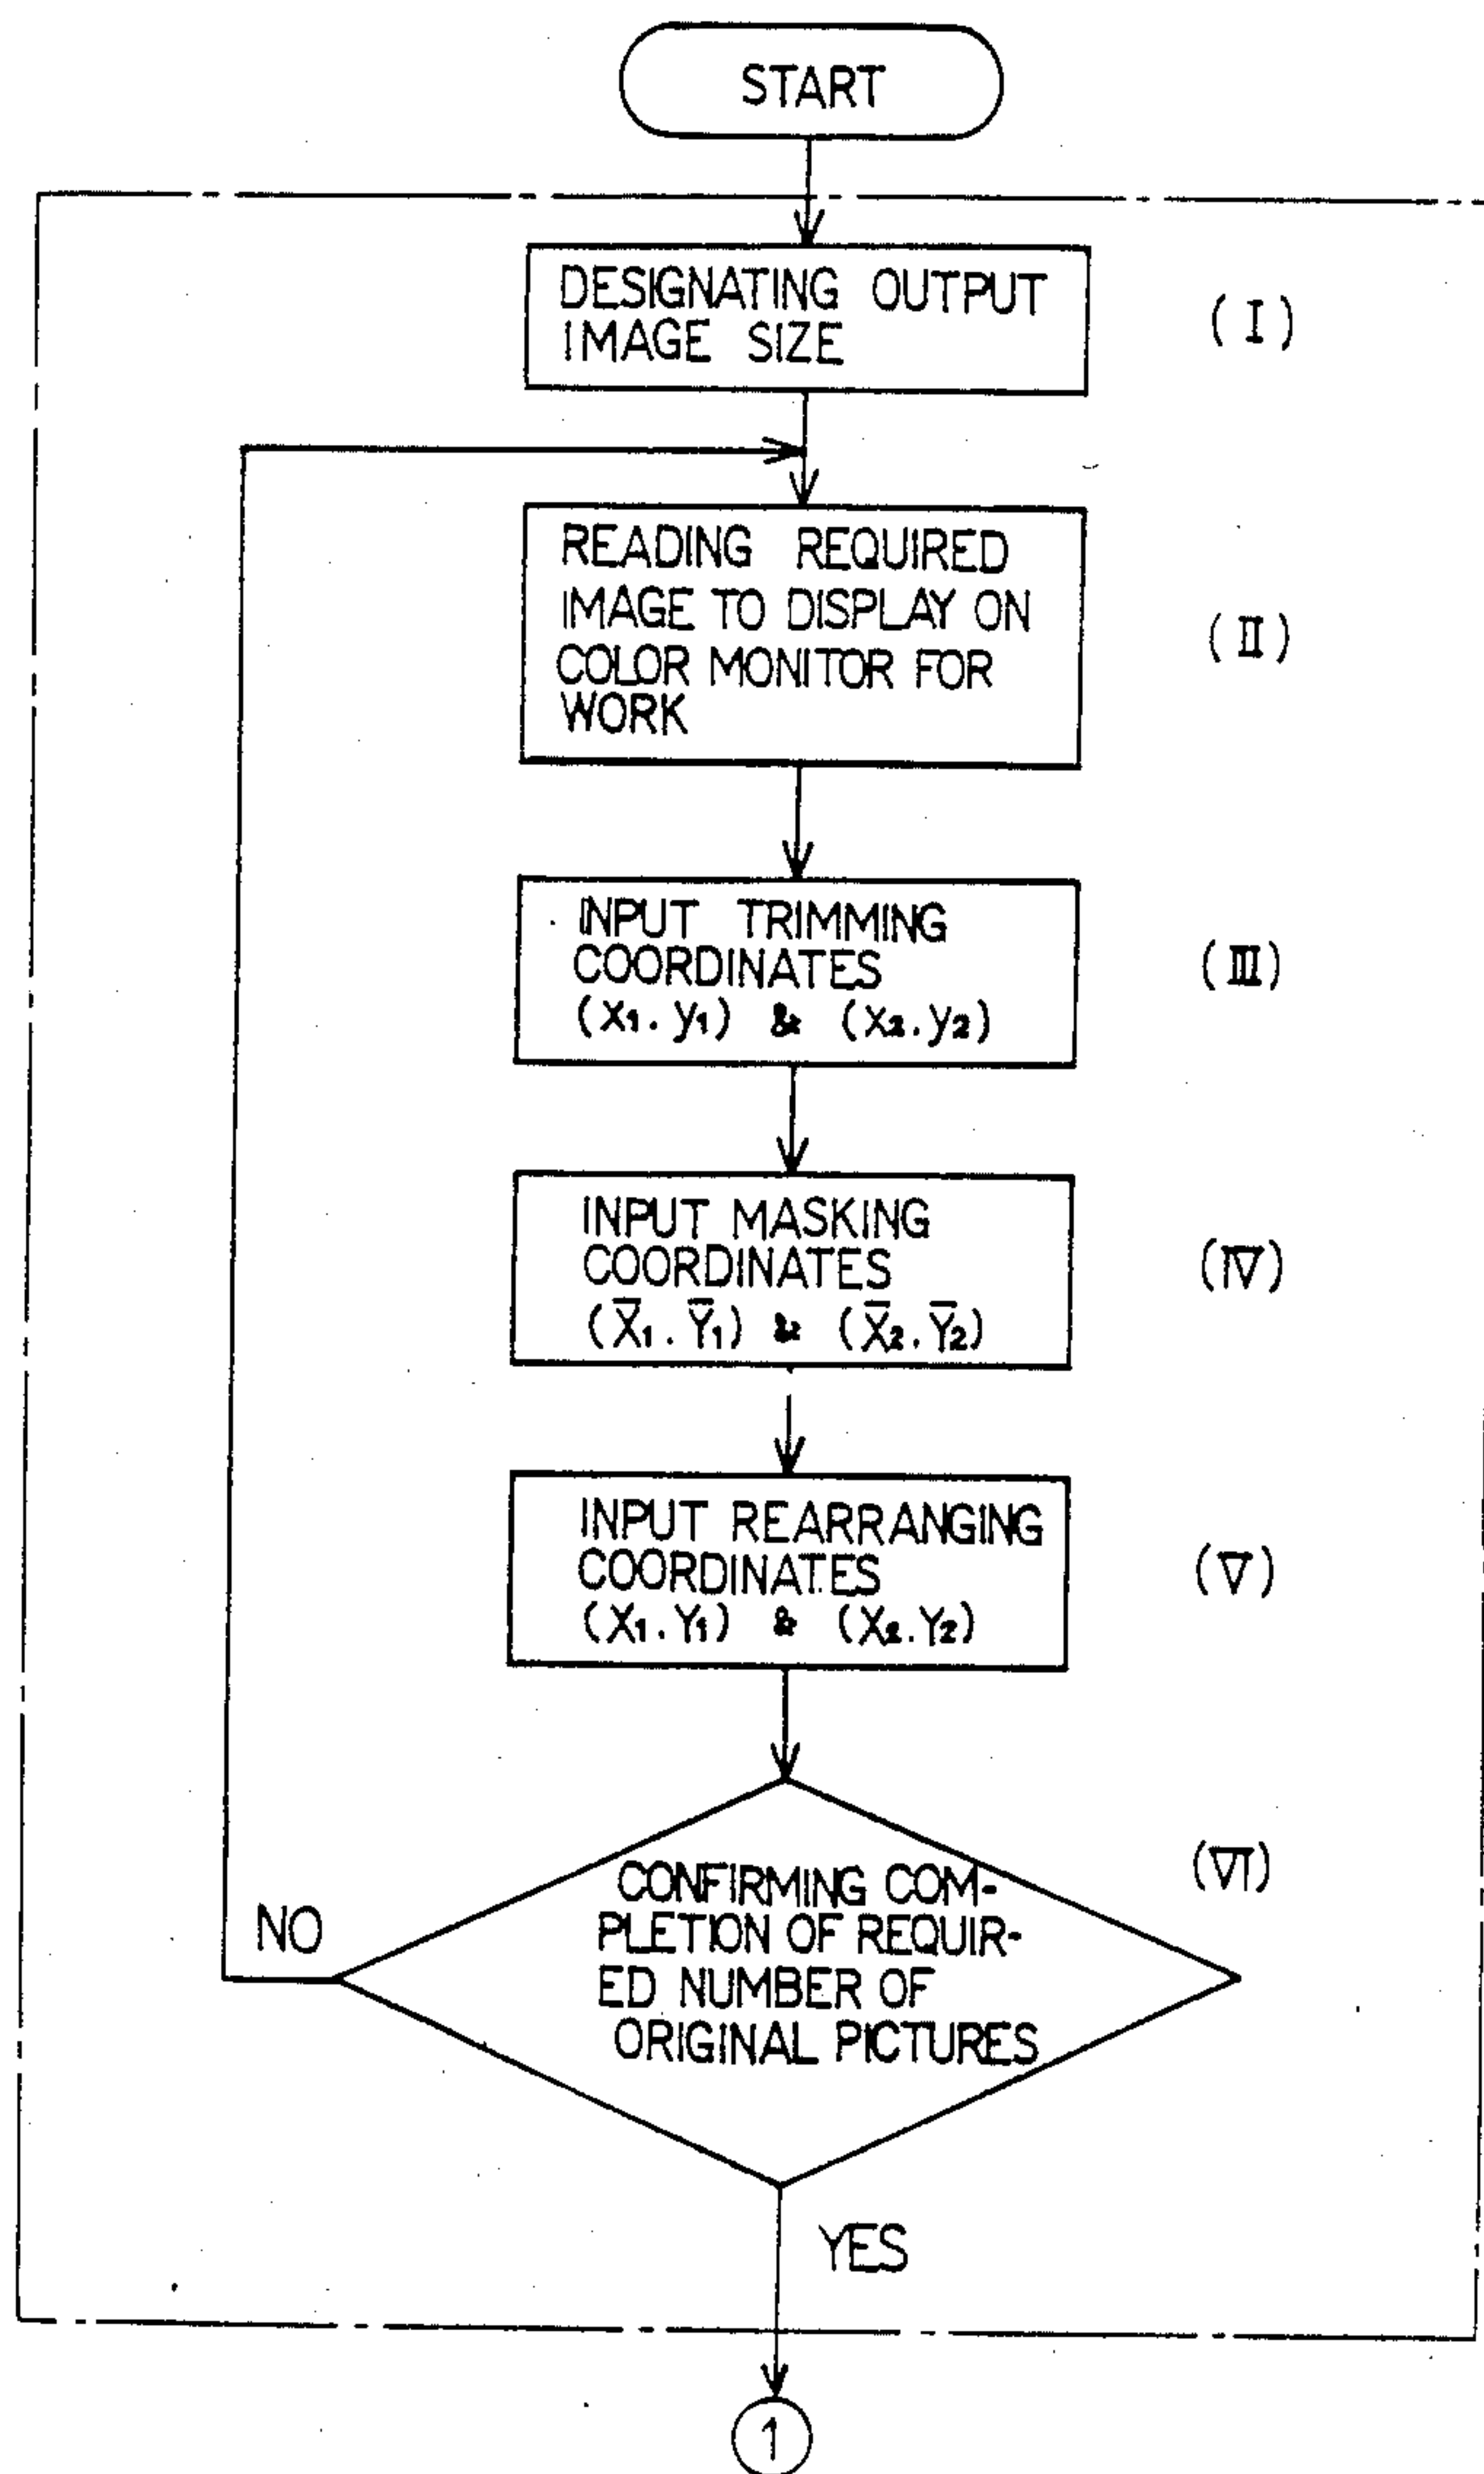 START
DESIGNATING OUTPUT
IMAGE SIZE
(I)
READING REQUIRED
IMAGE TO DISPLAY ON
COLOR MONITOR FOR
WORK
(II)
INPUT TRIMMING
COORDINATES
(x₁. y₁) & (x₂. y₂)
(III)
INPUT MASKING
COORDINATES
(X̄₁. Ȳ₁) & (X̄₂. Ȳ₂)
(IV)
INPUT REARRANGING
COORDINATES
(X₁. Y₁) & (X₂. Y₂)
(V)
CONFIRMING COM-
PLETION OF REQUIR-
ED NUMBER OF
ORIGINAL PICTURES
(VI)
NO
YES
1